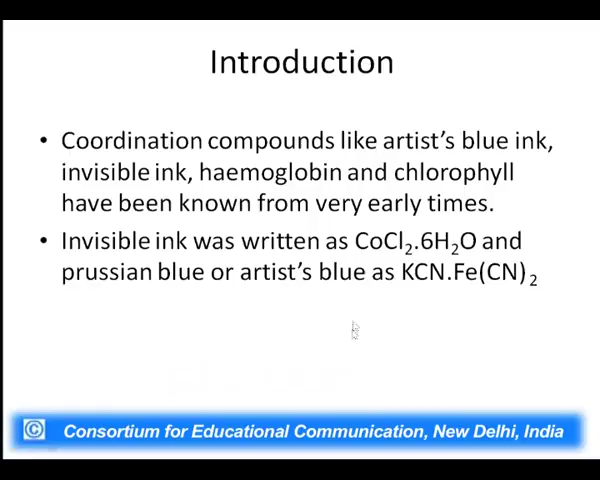 Introduction
• Coordination compounds like artist's blue ink,
invisible ink, haemoglobin and chlorophyll
have been known from very early times.
• Invisible ink was written as CoCl₂.6H₂O and
prussian blue or artist's blue as KCN.Fe(CN)₂
© Consortium for Educational Communication, New Delhi, India